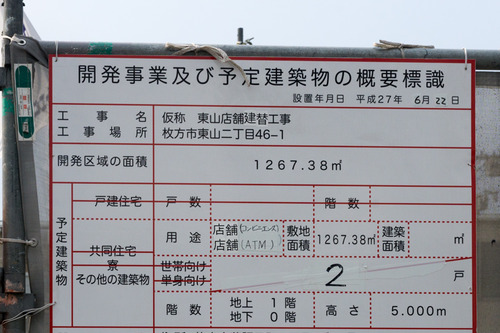 開発事業及び予定建築物の概要標識
設置年月日 平成27年 6月 22日
工事名 仮称 東山店舗建替工事
工事場所 枚方市東山二丁目46-1
開発区域の面積 1267.38㎡
予定建築物
戸建住宅 戸数 階数
共同住宅
寮
その他の建築物
用途 店舗(コンビニエンス) 敷地面積 1267.38㎡ 建築面積 ㎡
店舗(ATM)
世帯向け
単身向け
2 戸
階数 地上 1 階 高さ 5.000m
地下 0 階